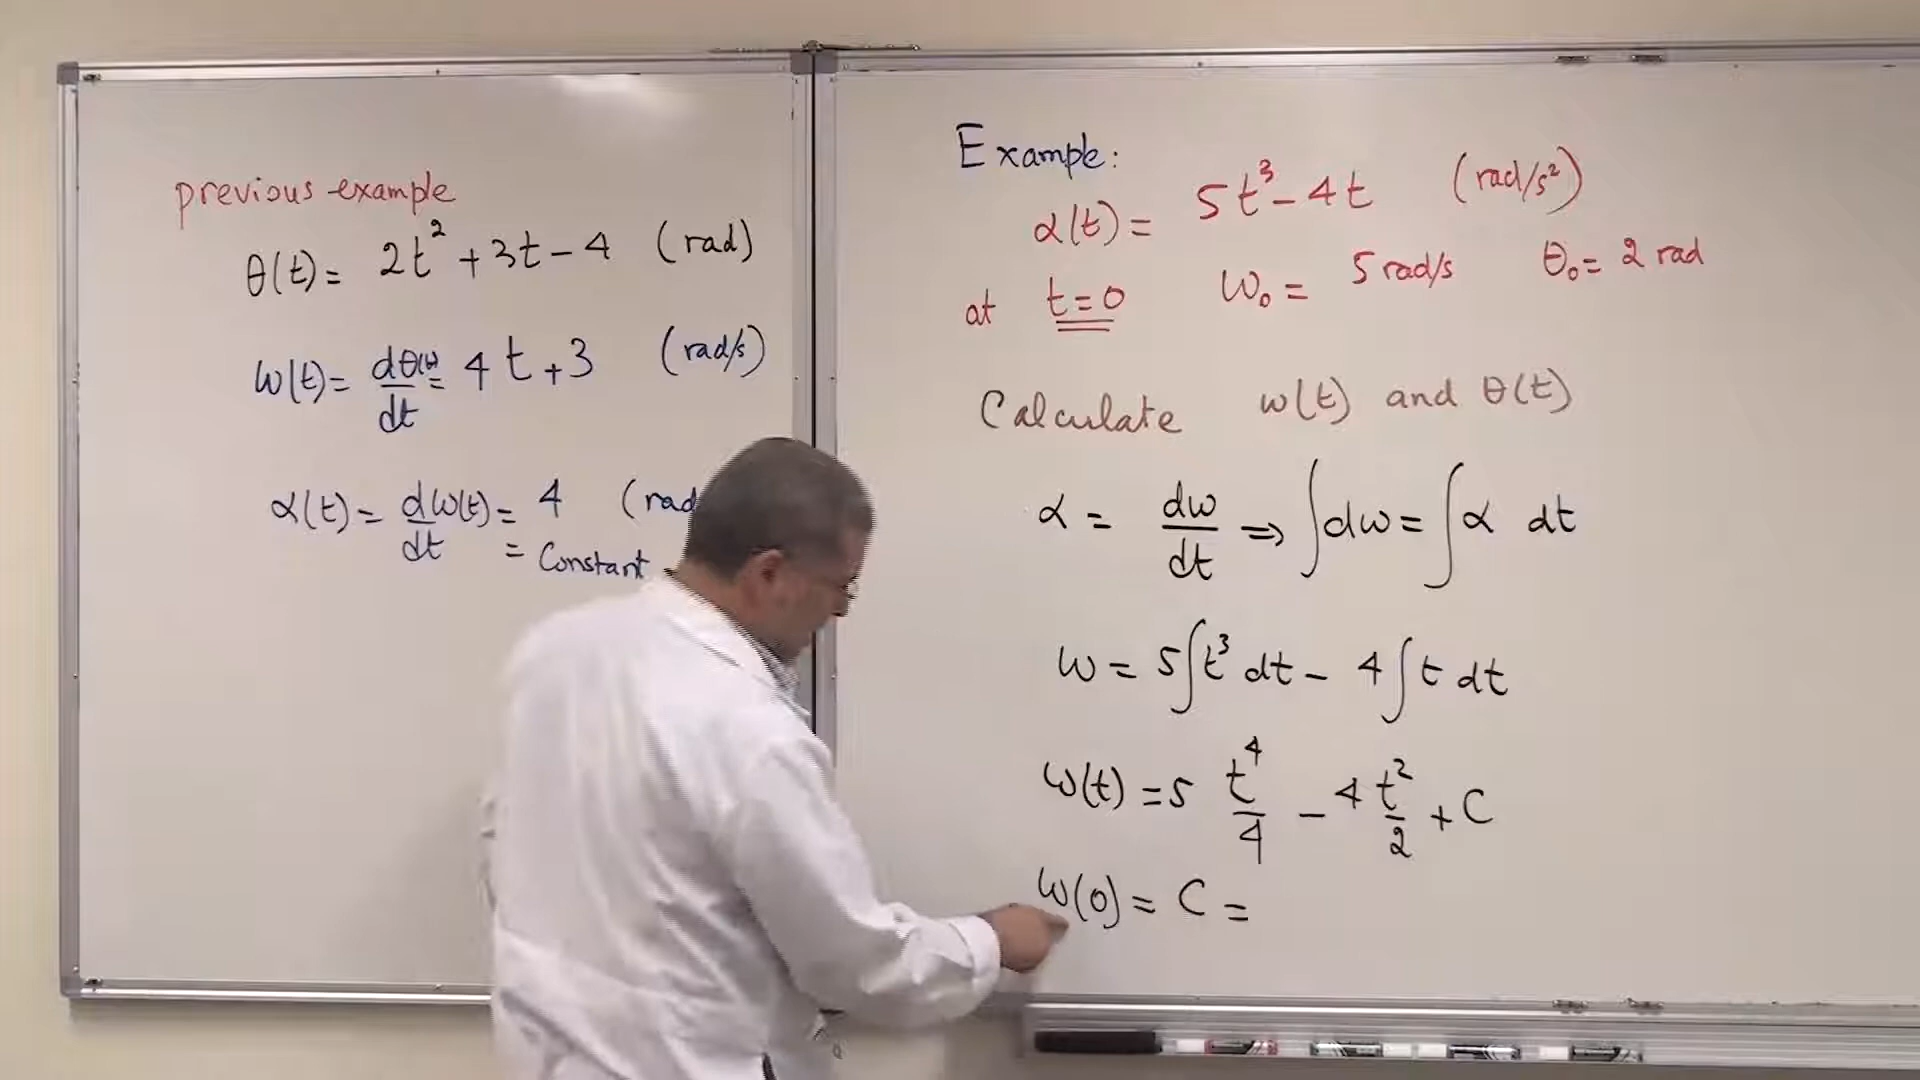 previous example
θ(t) = 2t² + 3t - 4 (rad)
ω(t) = dθ(t)/dt = 4t + 3 (rad/s)
α(t) = dω(t)/dt = 4 (rad
= Constant
Example:
α(t) = 5t³ - 4t (rad/s²)
at t=0 ω₀ = 5 rad/s θ₀ = 2 rad
Calculate ω(t) and θ(t)
α = dω/dt ⇒ ∫dω = ∫α dt
ω = 5∫t³ dt - 4∫t dt
ω(t) = 5 t⁴/4 - 4 t²/2 + C
ω(0) = C =